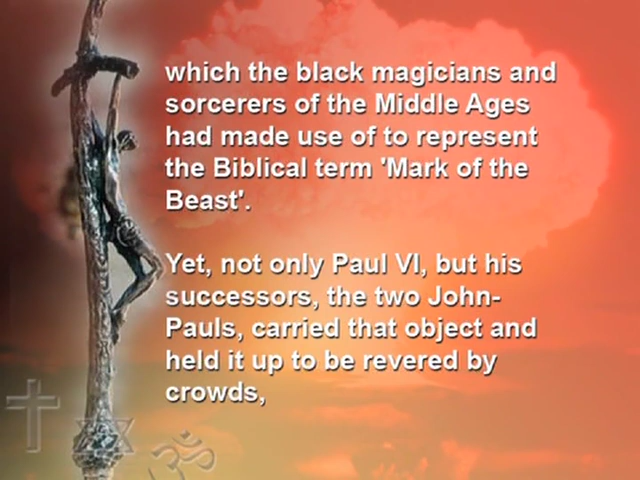 which the black magicians and
sorcerers of the Middle Ages
had made use of to represent
the Biblical term 'Mark of the
Beast'.
Yet, not only Paul VI, but his
successors, the two John-
Pauls, carried that object and
held it up to be revered by
crowds,
ॐ